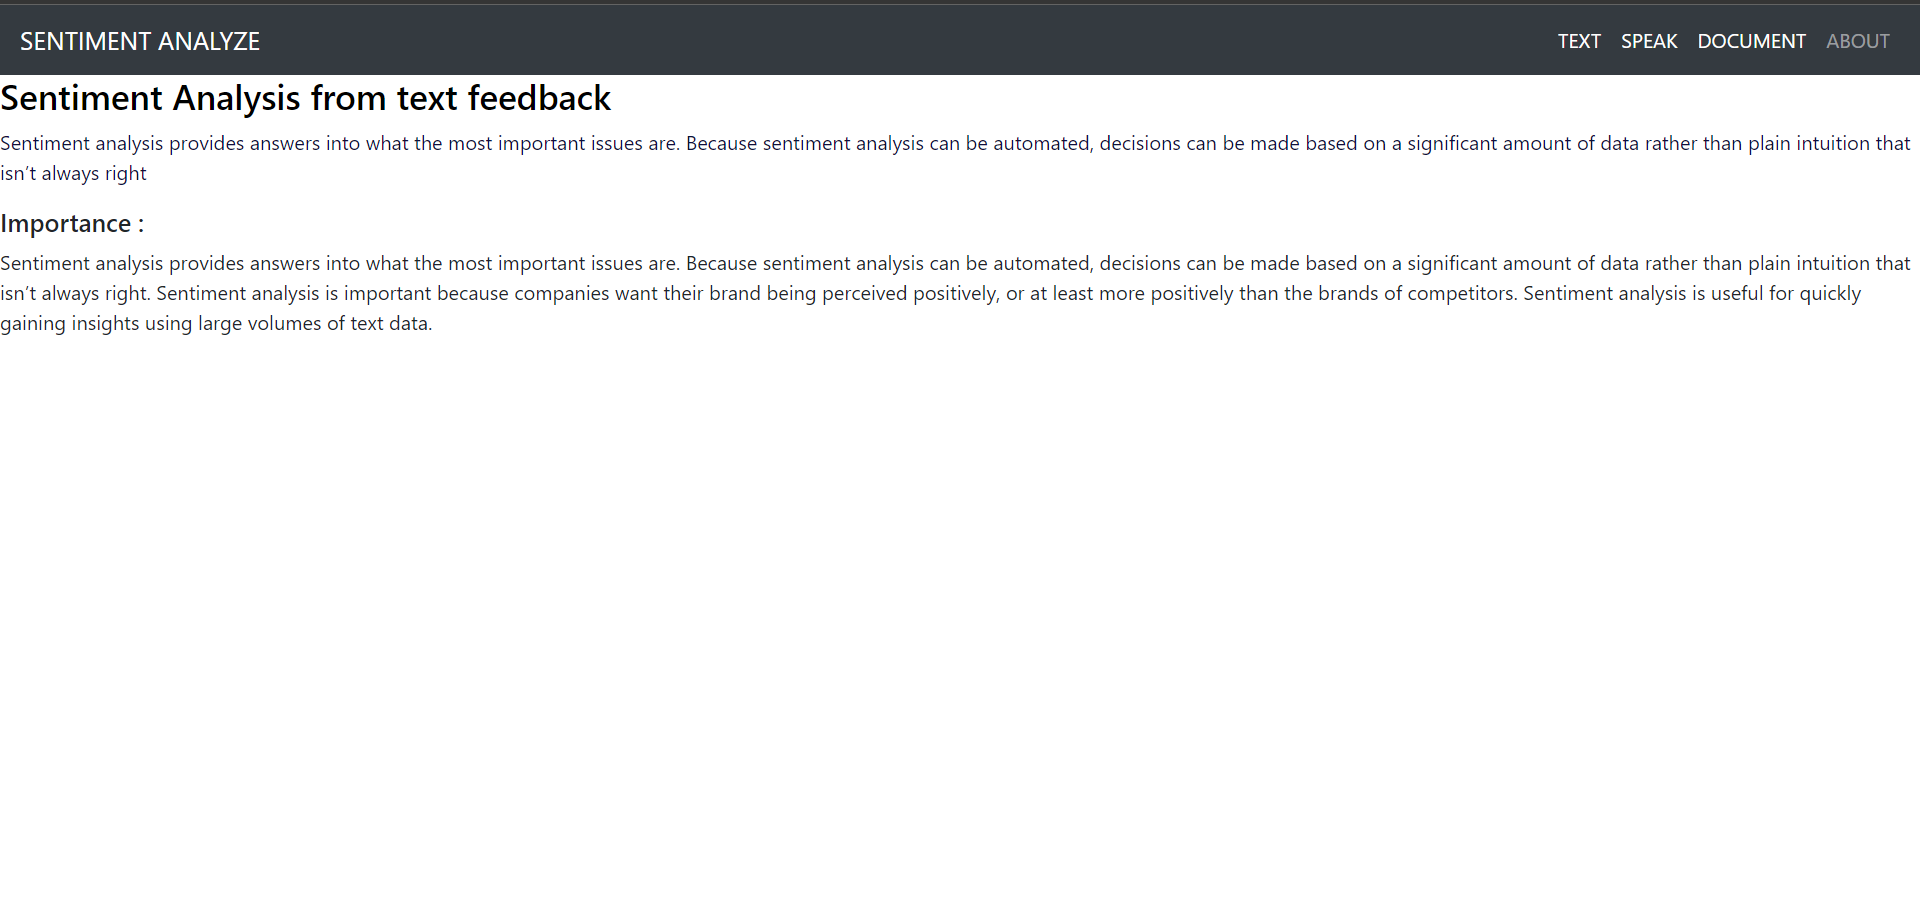 SENTIMENT ANALYZE
TEXT SPEAK DOCUMENT ABOUT
Sentiment Analysis from text feedback
Sentiment analysis provides answers into what the most important issues are. Because sentiment analysis can be automated, decisions can be made based on a significant amount of data rather than plain intuition that
isn’t always right
Importance :
Sentiment analysis provides answers into what the most important issues are. Because sentiment analysis can be automated, decisions can be made based on a significant amount of data rather than plain intuition that
isn’t always right. Sentiment analysis is important because companies want their brand being perceived positively, or at least more positively than the brands of competitors. Sentiment analysis is useful for quickly
gaining insights using large volumes of text data.